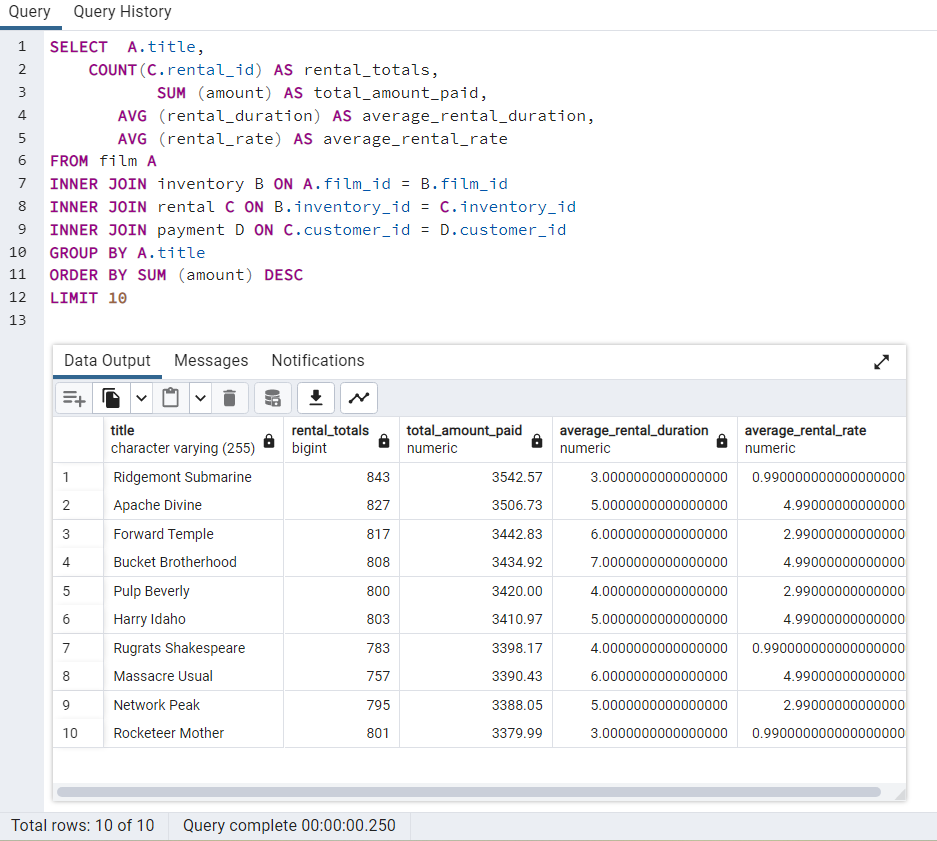 Query Query History
1 SELECT A.title,
2 COUNT(C.rental_id) AS rental_totals,
3 SUM (amount) AS total_amount_paid,
4 AVG (rental_duration) AS average_rental_duration,
5 AVG (rental_rate) AS average_rental_rate
6 FROM film A
7 INNER JOIN inventory B ON A.film_id = B.film_id
8 INNER JOIN rental C ON B.inventory_id = C.inventory_id
9 INNER JOIN payment D ON C.customer_id = D.customer_id
10 GROUP BY A.title
11 ORDER BY SUM (amount) DESC
12 LIMIT 10
13
Data Output Messages Notifications
title rental_totals total_amount_paid average_rental_duration average_rental_rate
character varying (255) bigint numeric numeric numeric
1 Ridgemont Submarine 843 3542.57 3.0000000000000000 0.990000000000000000
2 Apache Divine 827 3506.73 5.0000000000000000 4.99000000000000000
3 Forward Temple 817 3442.83 6.0000000000000000 2.99000000000000000
4 Bucket Brotherhood 808 3434.92 7.0000000000000000 4.99000000000000000
5 Pulp Beverly 800 3420.00 4.0000000000000000 2.99000000000000000
6 Harry Idaho 803 3410.97 5.0000000000000000 4.99000000000000000
7 Rugrats Shakespeare 783 3398.17 4.0000000000000000 0.990000000000000000
8 Massacre Usual 757 3390.43 6.0000000000000000 4.99000000000000000
9 Network Peak 795 3388.05 5.0000000000000000 2.99000000000000000
10 Rocketeer Mother 801 3379.99 3.0000000000000000 0.990000000000000000
Total rows: 10 of 10 Query complete 00:00:00.250